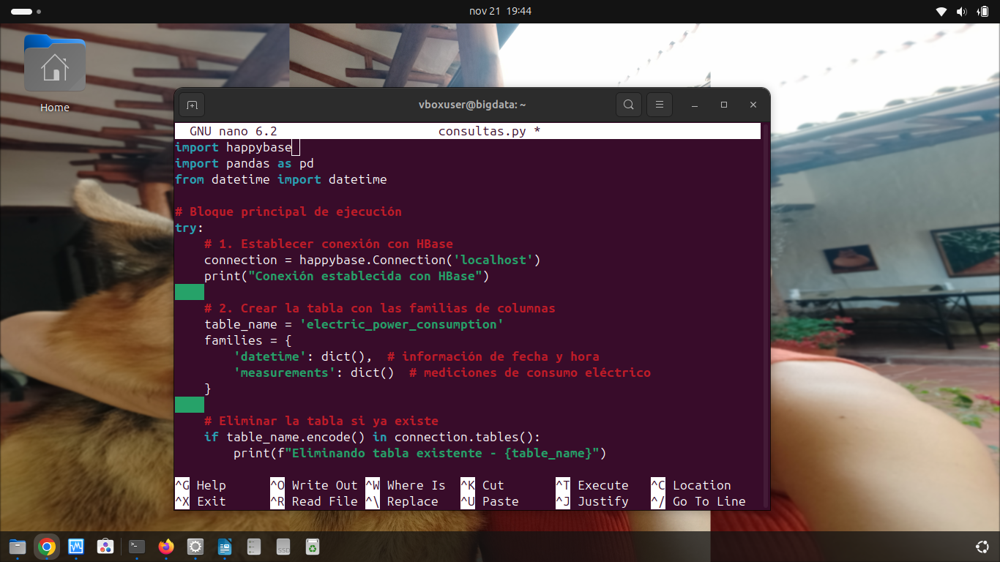 nov 21 19:44
Home
vboxuser@bigdata: ~
GNU nano 6.2 consultas.py *
import happybase
import pandas as pd
from datetime import datetime
# Bloque principal de ejecución
try:
# 1. Establecer conexión con HBase
connection = happybase.Connection('localhost')
print("Conexión establecida con HBase")
# 2. Crear la tabla con las familias de columnas
table_name = 'electric_power_consumption'
families = {
'datetime': dict(), # información de fecha y hora
'measurements': dict() # mediciones de consumo eléctrico
}
# Eliminar la tabla si ya existe
if table_name.encode() in connection.tables():
print(f"Eliminando tabla existente - {table_name}")
^G Help ^O Write Out ^W Where Is ^K Cut ^T Execute ^C Location
^X Exit ^R Read File ^\ Replace ^U Paste ^J Justify ^/ Go To Line
SSD